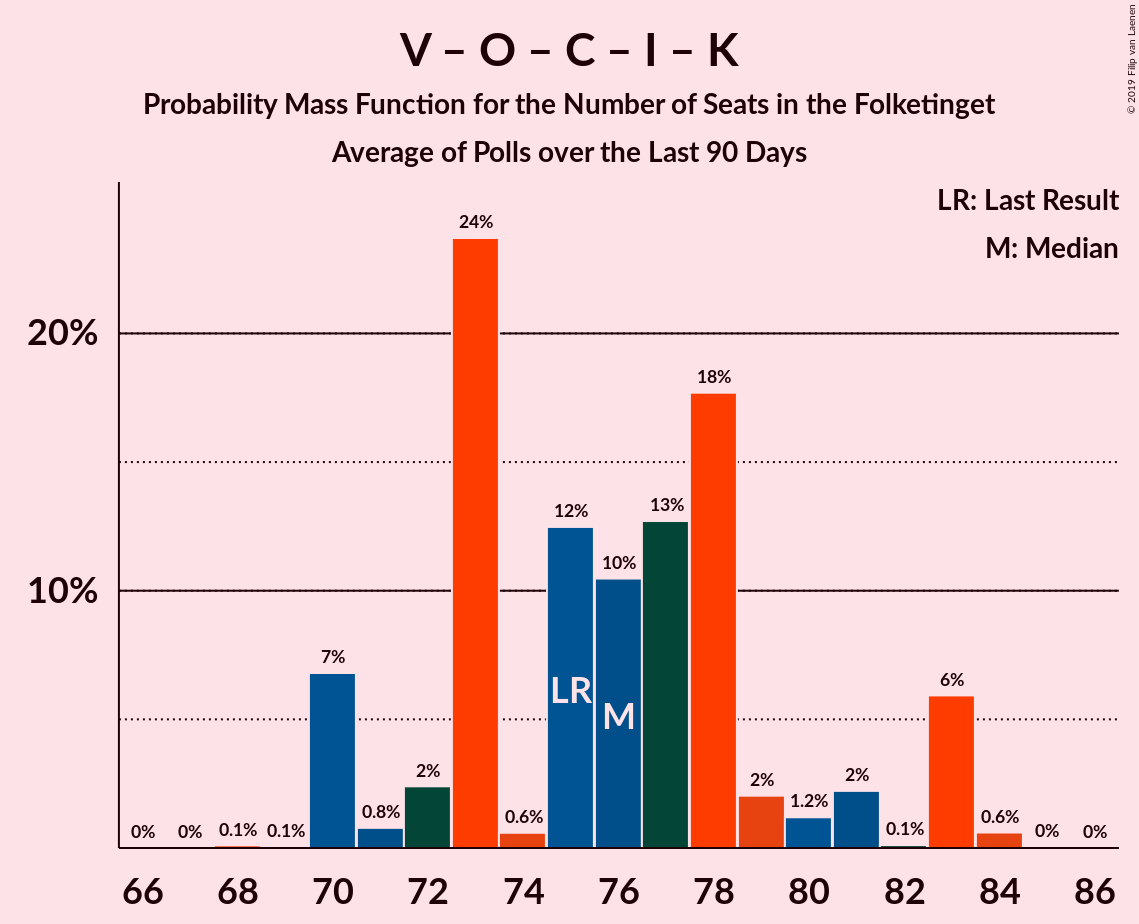 V – O – C – I – K
Probability Mass Function for the Number of Seats in the Folketinget
Average of Polls over the Last 90 Days
© 2019 Filip van Laenen
LR: Last Result
M: Median
20%
10%
0% 0% 0.1% 0.1% 7% 0.8% 2% 24% 0.6% 12% 10% 13% 18% 2% 1.2% 2% 0.1% 6% 0.6% 0% 0%
LR M
66 68 70 72 74 76 78 80 82 84 86